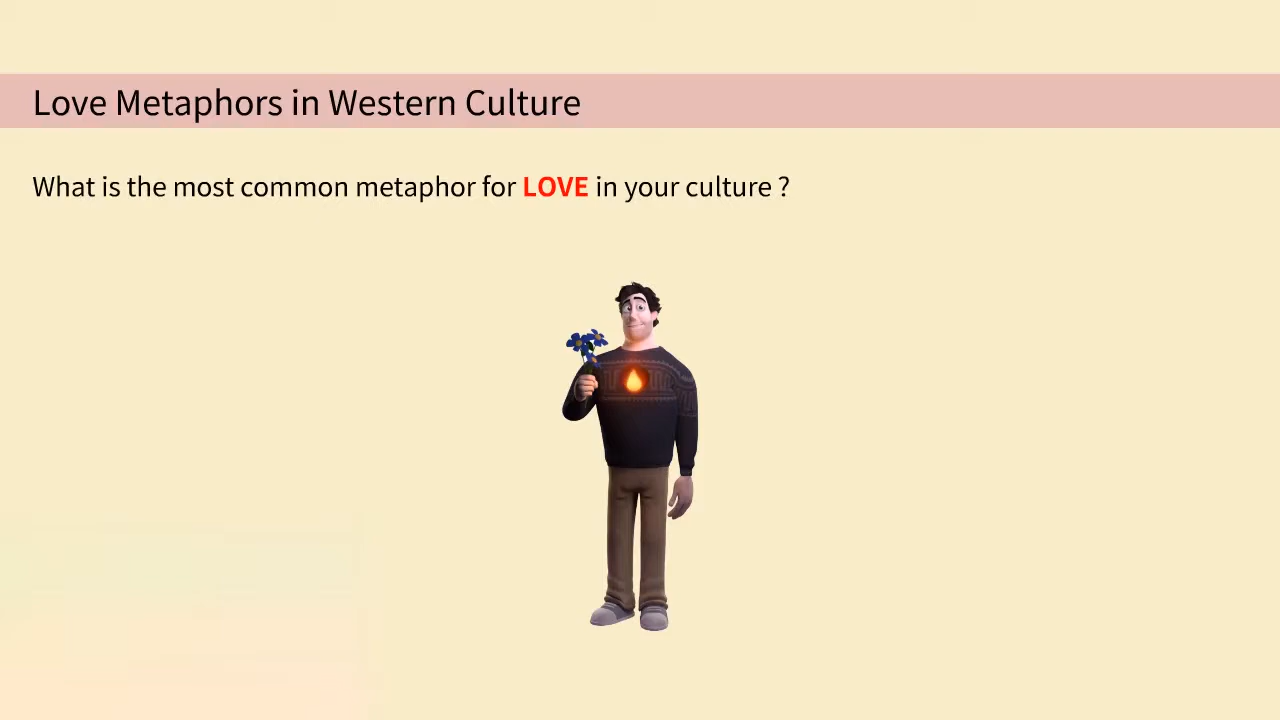 Love Metaphors in Western Culture
What is the most common metaphor for LOVE in your culture ?